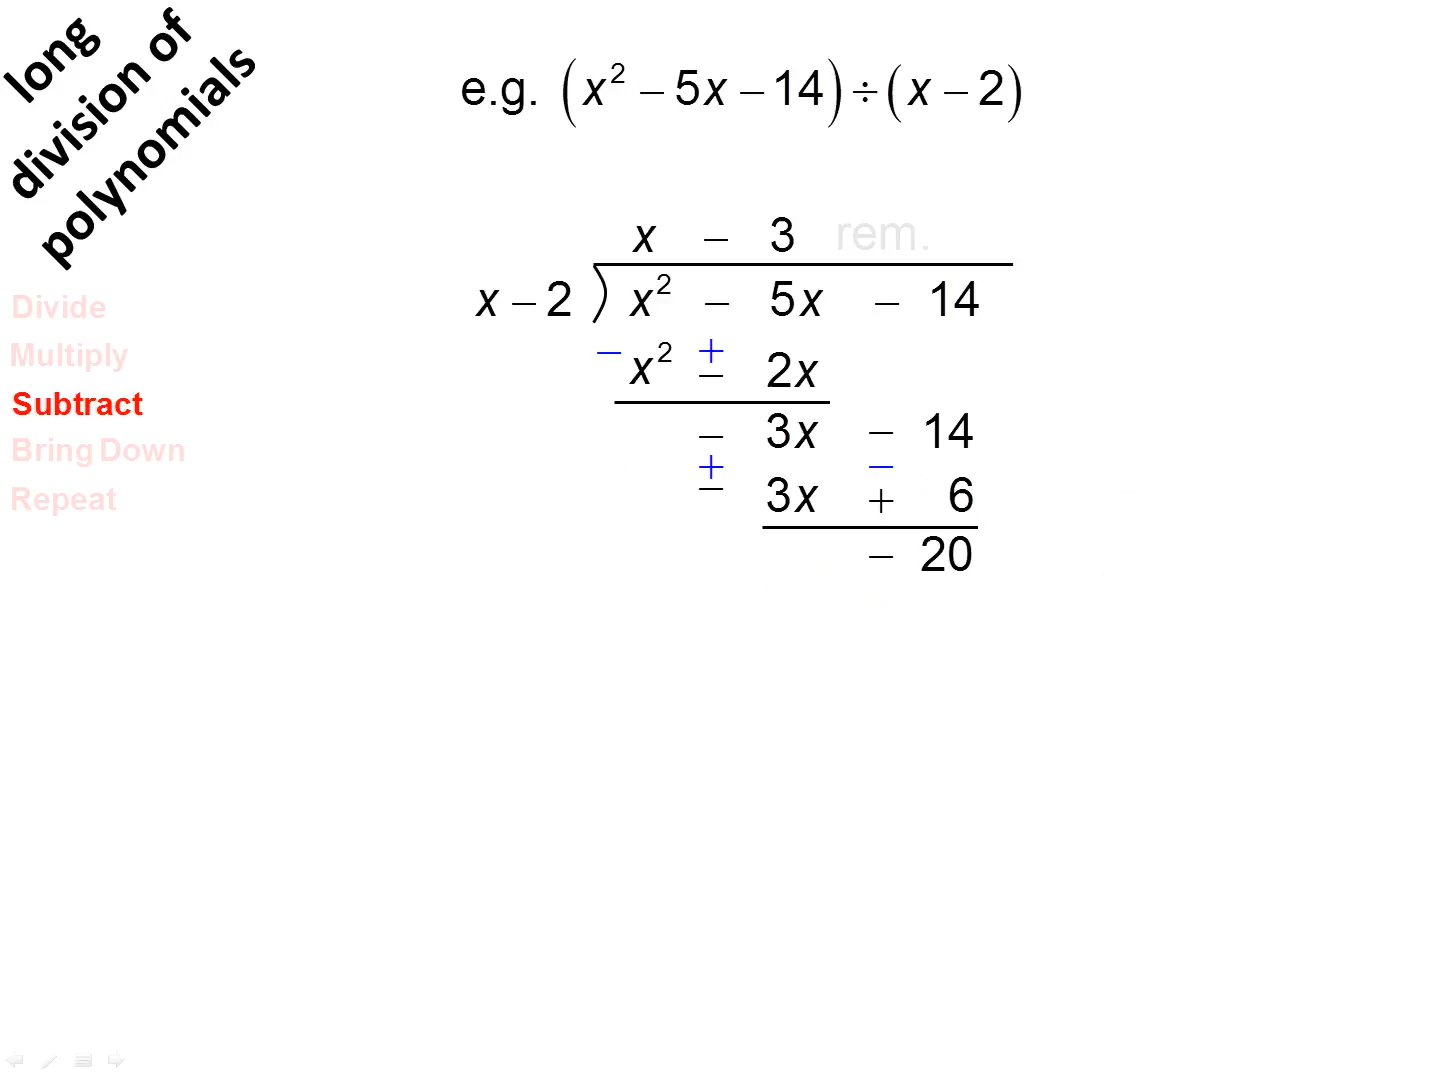 long
division of
polynomials
e.g. (x² − 5x − 14) ÷ (x − 2)
x − 3 rem.
x − 2 ) x² − 5x − 14
− +
x² − 2x
− 3x − 14
+ −
− 3x + 6
− 20
Divide
Multiply
Subtract
Bring Down
Repeat